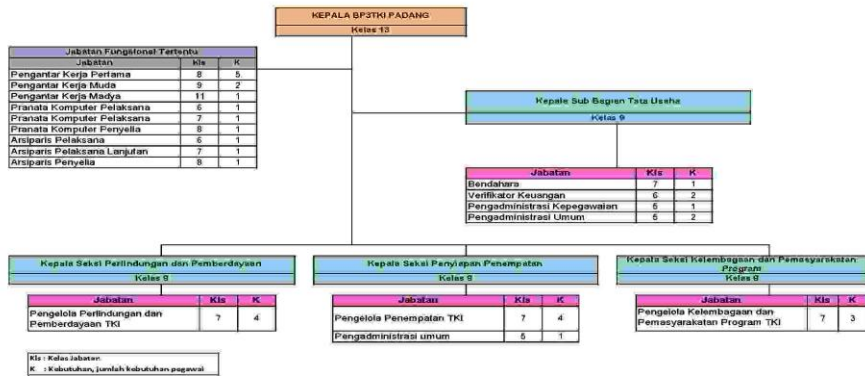 KEPALA BP3TKI PADANG
Kelas 13
Jabatan Fungsional Tertentu
Jabatan Kls K
Pengantar Kerja Pertama 8 5
Pengantar Kerja Muda 9 2
Pengantar Kerja Madya 11 1
Pranata Komputer Pelaksana 6 1
Pranata Komputer Pelaksana 7 1
Pranata Komputer Penyelia 8 1
Arsiparis Pelaksana 6 1
Arsiparis Pelaksana Lanjutan 7 1
Arsiparis Penyelia 8 1
Kepala Sub Bagian Tata Usaha
Kelas 9
Jabatan Kls K
Bendahara 7 1
Verifikator Keuangan 6 2
Pengadministrasi Kepegawaian 5 1
Pengadministrasi Umum 5 2
Kepala Seksi Perlindungan dan Pemberdayaan
Kelas 9
Jabatan Kls K
Pengelola Perlindungan dan
Pemberdayaan TKI 7 4
Kepala Seksi Penyiapan Penempatan
Kelas 9
Jabatan Kls K
Pengelola Penempatan TKI 7 4
Pengadministrasi umum 5 1
Kepala Seksi Kelembagaan dan Pemasyarakatan
Program
Kelas 9
Jabatan Kls K
Pengelola Kelembagaan dan
Pemasyarakatan Program TKI 7 3
Kls : Kelas Jabatan
K : Kebutuhan, jumlah kebutuhan pegawai